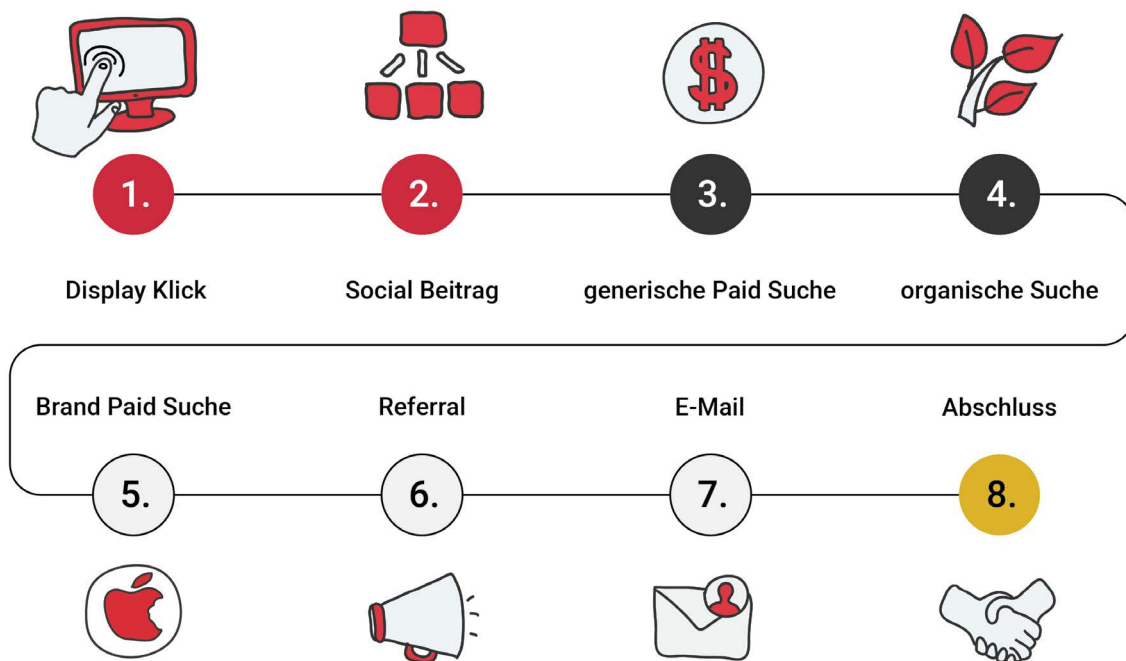 1.
2.
3.
4.
Display Klick
Social Beitrag
generische Paid Suche
organische Suche
Brand Paid Suche
Referral
E-Mail
Abschluss
5.
6.
7.
8.